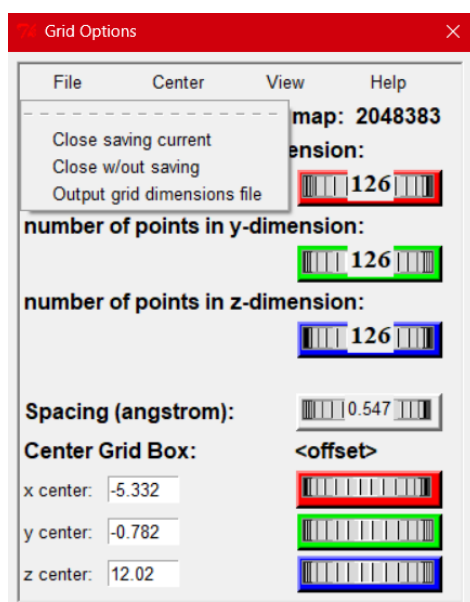 Grid Options
File Center View Help
map: 2048383
Close saving current
ension:
Close w/out saving
Output grid dimensions file
126
number of points in y-dimension:
126
number of points in z-dimension:
126
Spacing (angstrom):
0.547
Center Grid Box: <offset>
x center: -5.332
y center: -0.782
z center: 12.02